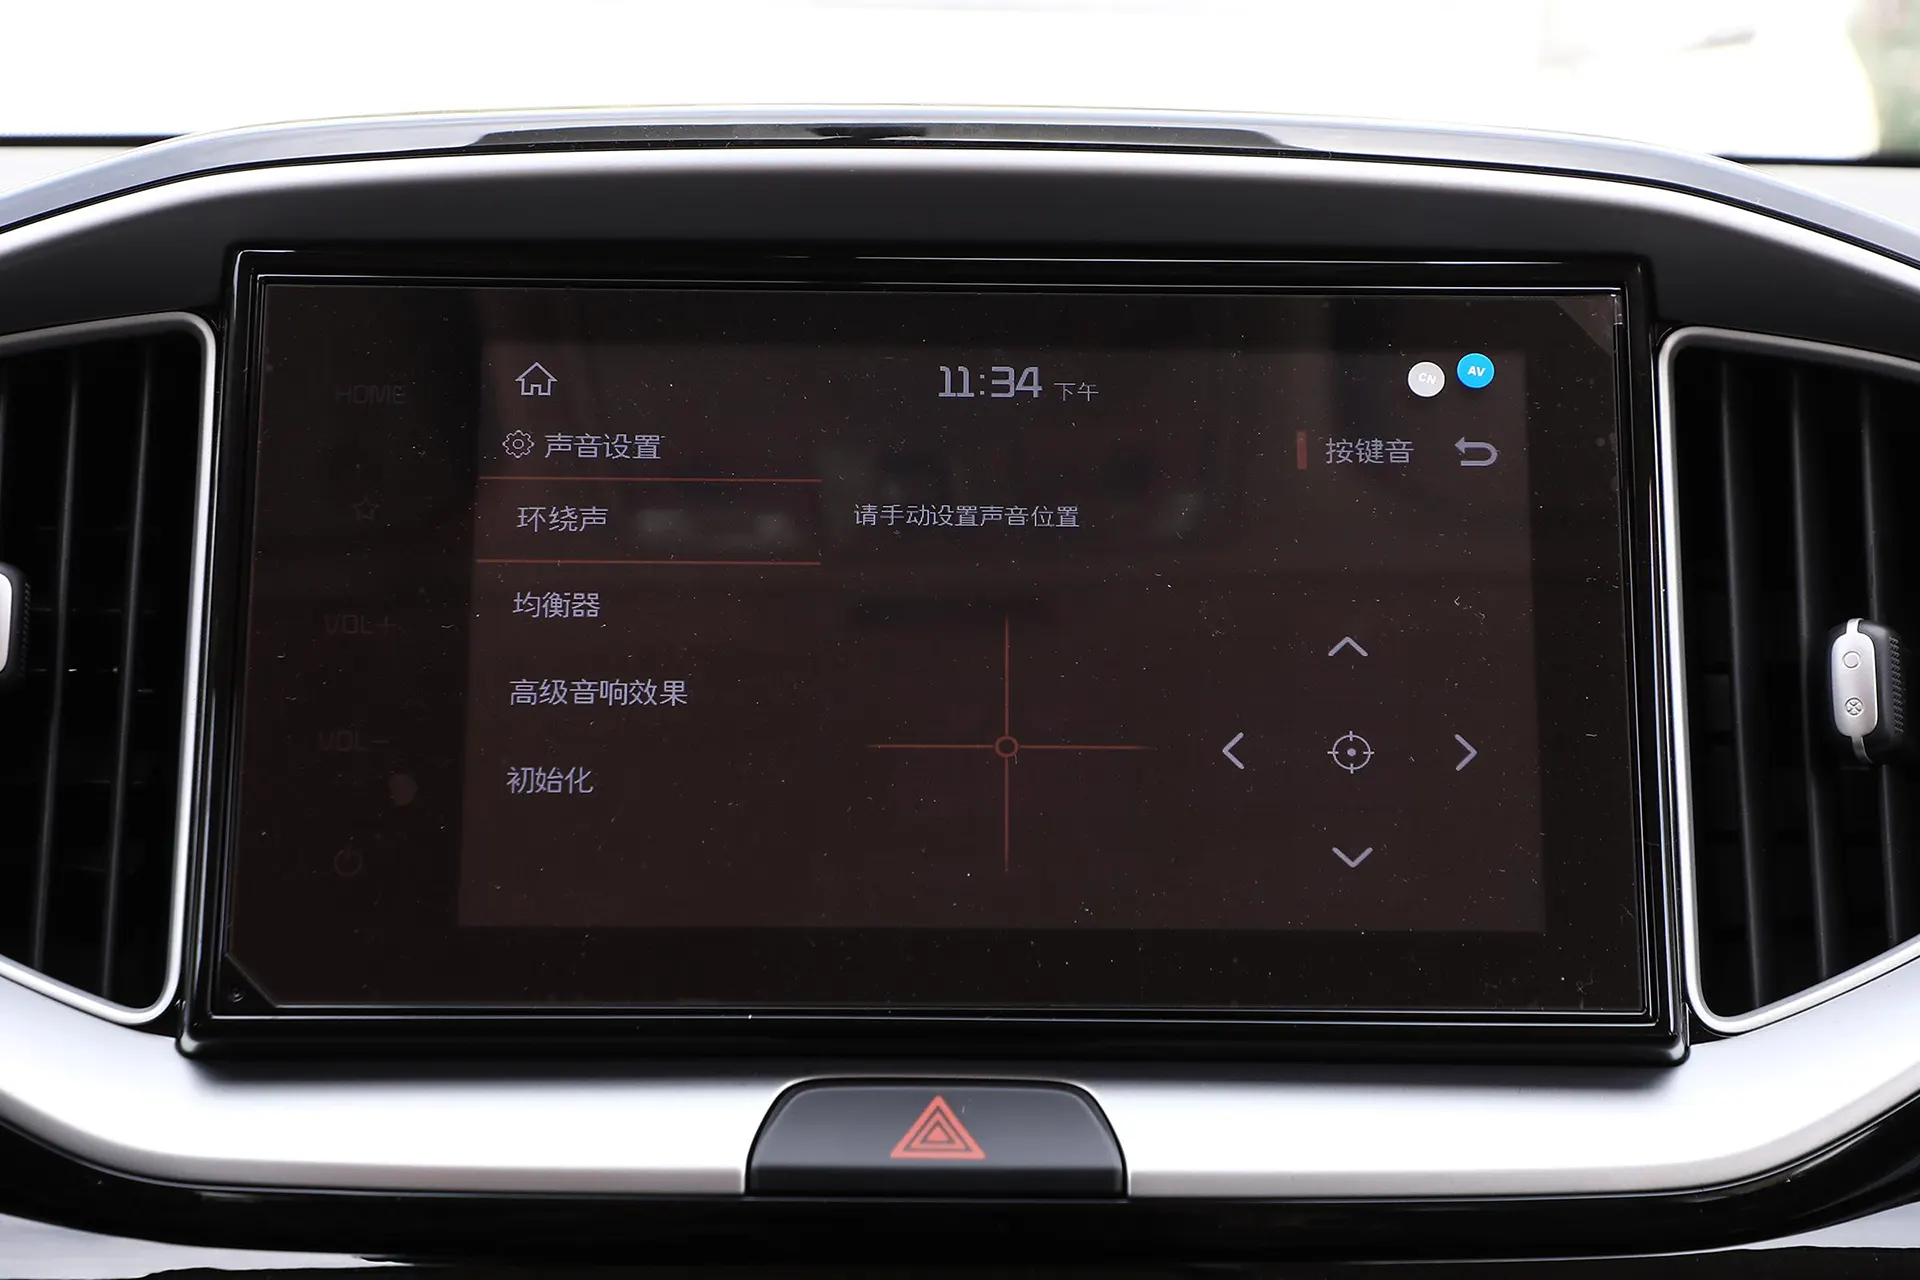 11:34 下午
CN
AV
HOME
声音设置
按键音
环绕声
请手动设置声音位置
VOL+
均衡器
高级音响效果
VOL-
初始化